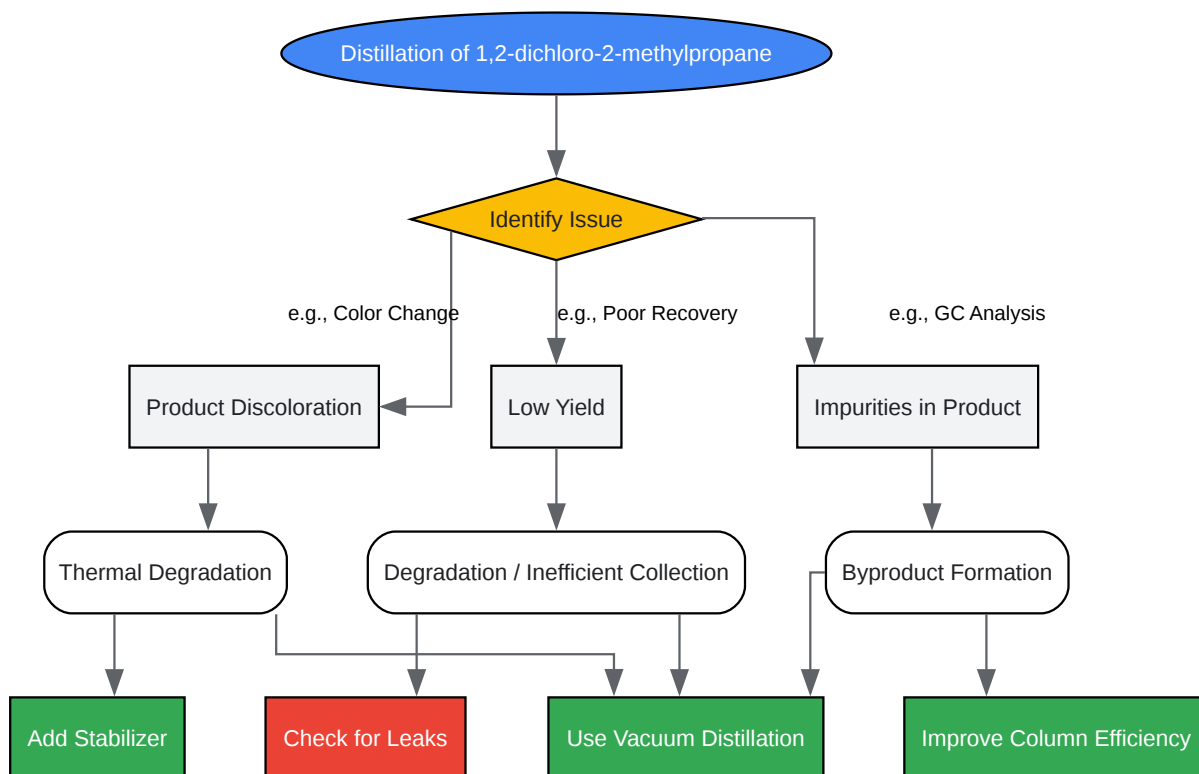 Distillation of 1,2-dichloro-2-methylpropane
Identify Issue
e.g., Color Change
e.g., Poor Recovery
e.g., GC Analysis
Product Discoloration
Low Yield
Impurities in Product
Thermal Degradation
Degradation / Inefficient Collection
Byproduct Formation
Add Stabilizer
Check for Leaks
Use Vacuum Distillation
Improve Column Efficiency